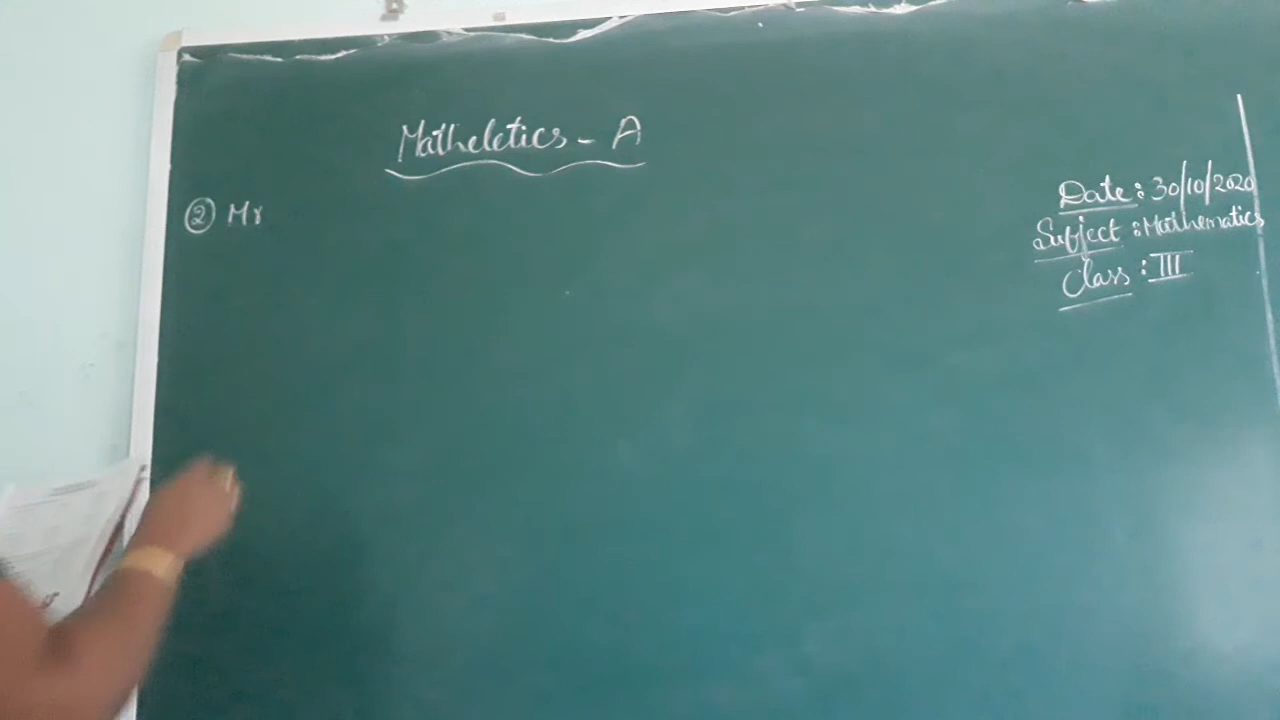 Matheletics - A
Date : 30/10/2020
Subject : Mathematics
Class : III
② Mr